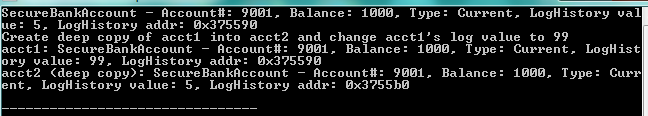 SecureBankAccount - Account#: 9001, Balance: 1000, Type: Current, LogHistory val
ue: 5, LogHistory addr: 0x375590
Create deep copy of acct1 into acct2 and change acct1's log value to 99
acct1: SecureBankAccount - Account#: 9001, Balance: 1000, Type: Current, LogHist
ory value: 99, LogHistory addr: 0x375590
acct2 (deep copy): SecureBankAccount - Account#: 9001, Balance: 1000, Type: Curr
ent, LogHistory value: 5, LogHistory addr: 0x3755b0
--------------------------------